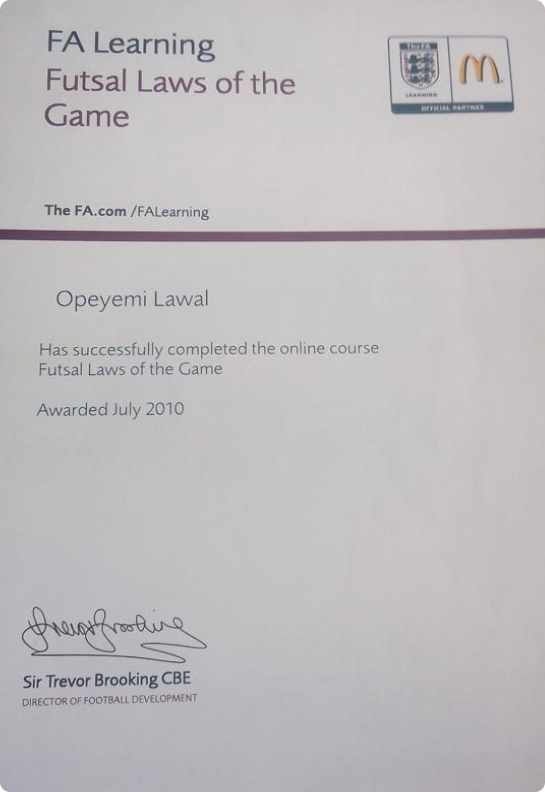 FA Learning
Futsal Laws of the
Game
The FA
LEARNING
OFFICIAL PARTNER
The FA.com /FALearning
Opeyemi Lawal
Has successfully completed the online course
Futsal Laws of the Game
Awarded July 2010
Trevor Brooking
Sir Trevor Brooking CBE
DIRECTOR OF FOOTBALL DEVELOPMENT